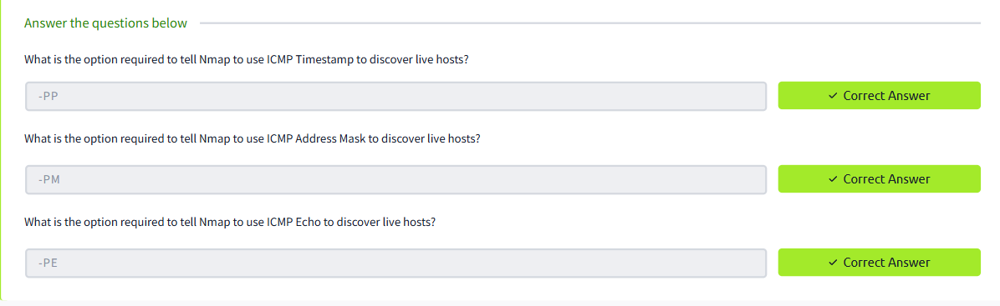 Answer the questions below
What is the option required to tell Nmap to use ICMP Timestamp to discover live hosts?
-PP
✓ Correct Answer
What is the option required to tell Nmap to use ICMP Address Mask to discover live hosts?
-PM
✓ Correct Answer
What is the option required to tell Nmap to use ICMP Echo to discover live hosts?
-PE
✓ Correct Answer